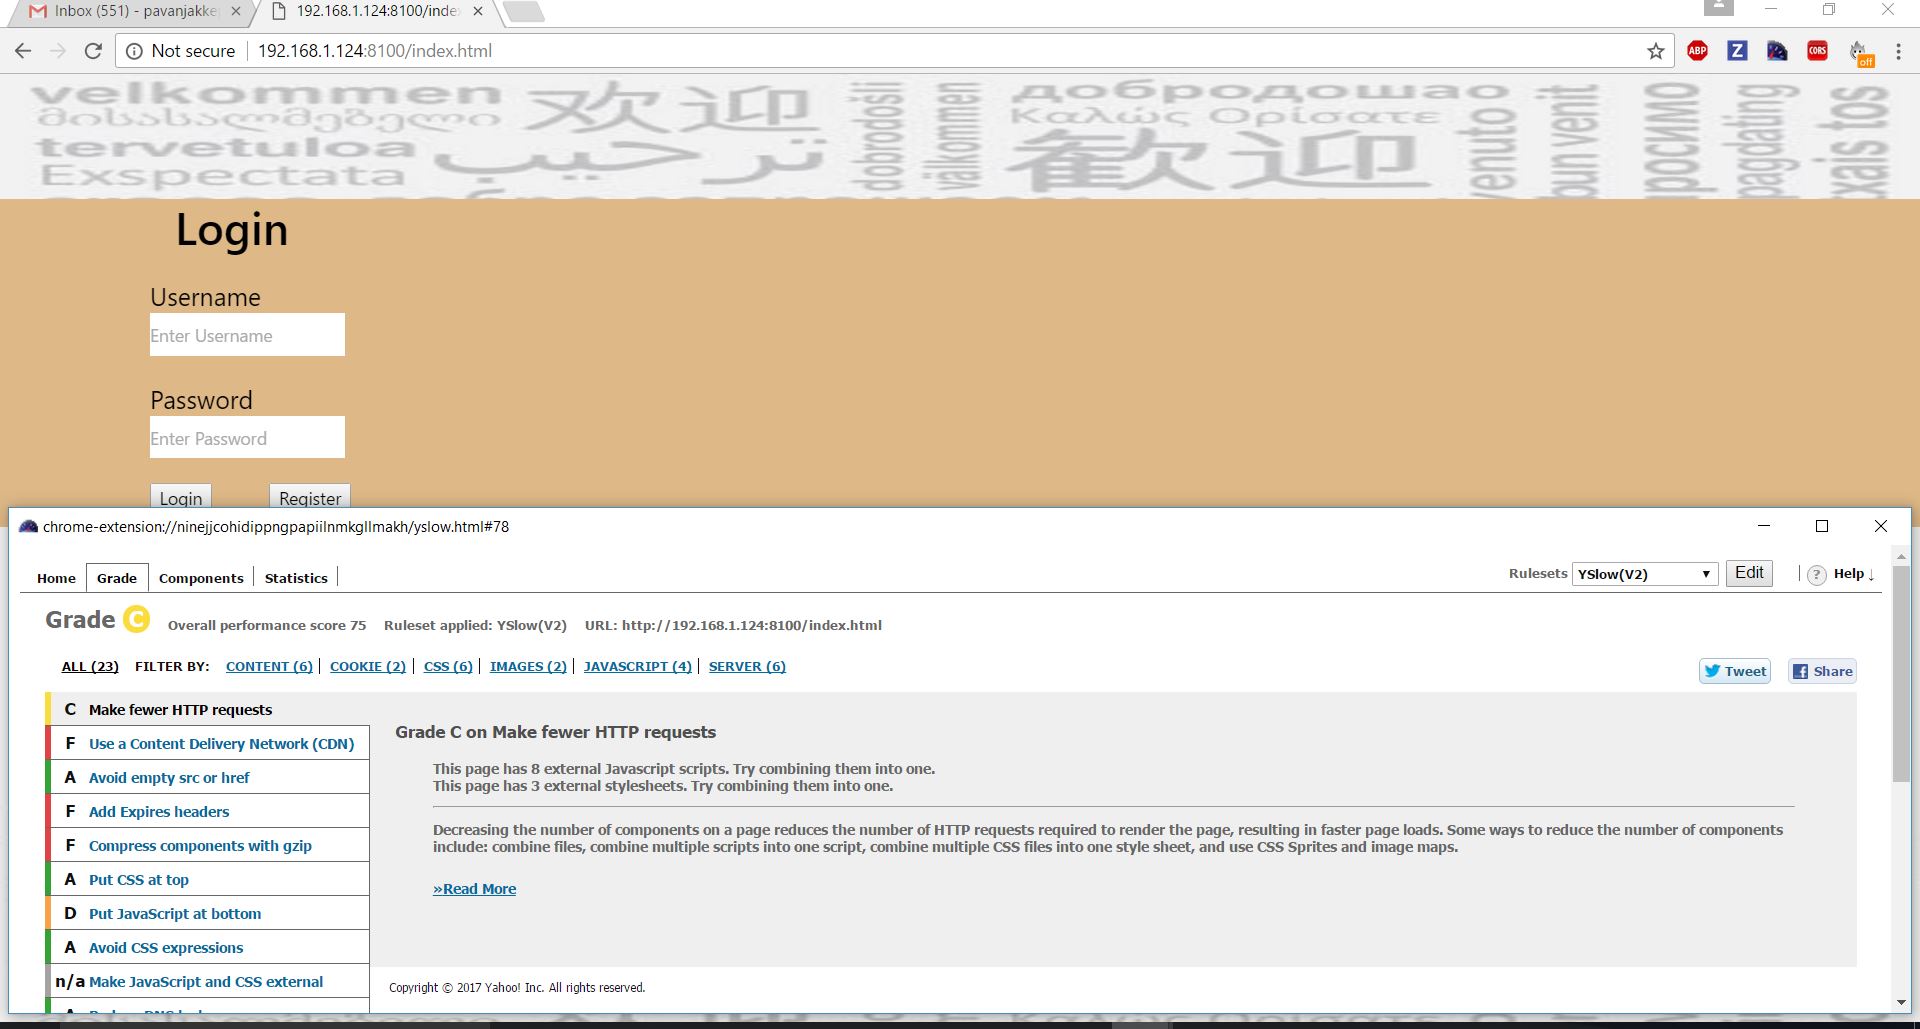 Inbox (551) - pavanjakke
192.168.1.124:8100/inde
Not secure
192.168.1.124:8100/index.html
ABP
Z
CORS
off
velkommen
მისასალმებელი
tervetuloa
Exspectata
欢迎
ترحيب
dobrodošli
välkommen
добродошао
Καλώς Ορίσατε
歡迎
venuto
bun venit
росимо
pagdating
xais tos
Login
Username
Enter Username
Password
Enter Password
Login
Register
chrome-extension://ninejjcohidippngpapiilnmkgllmakh/yslow.html#78
Home
Grade
Components
Statistics
Rulesets
YSlow(V2)
Edit
? Help ↓
Grade C
Overall performance score 75
Ruleset applied: YSlow(V2)
URL: http://192.168.1.124:8100/index.html
ALL (23)
FILTER BY:
CONTENT (6)
COOKIE (2)
CSS (6)
IMAGES (2)
JAVASCRIPT (4)
SERVER (6)
Tweet
Share
C Make fewer HTTP requests
F Use a Content Delivery Network (CDN)
A Avoid empty src or href
F Add Expires headers
F Compress components with gzip
A Put CSS at top
D Put JavaScript at bottom
A Avoid CSS expressions
n/a Make JavaScript and CSS external
Grade C on Make fewer HTTP requests
This page has 8 external Javascript scripts. Try combining them into one.
This page has 3 external stylesheets. Try combining them into one.
Decreasing the number of components on a page reduces the number of HTTP requests required to render the page, resulting in faster page loads. Some ways to reduce the number of components
include: combine files, combine multiple scripts into one script, combine multiple CSS files into one style sheet, and use CSS Sprites and image maps.
»Read More
Copyright © 2017 Yahoo! Inc. All rights reserved.